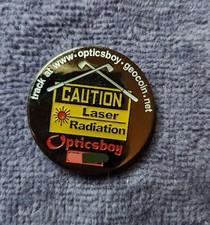 track at www.opticsboy.geocoin.net
CAUTION
Laser
Radiation
Opticsboy